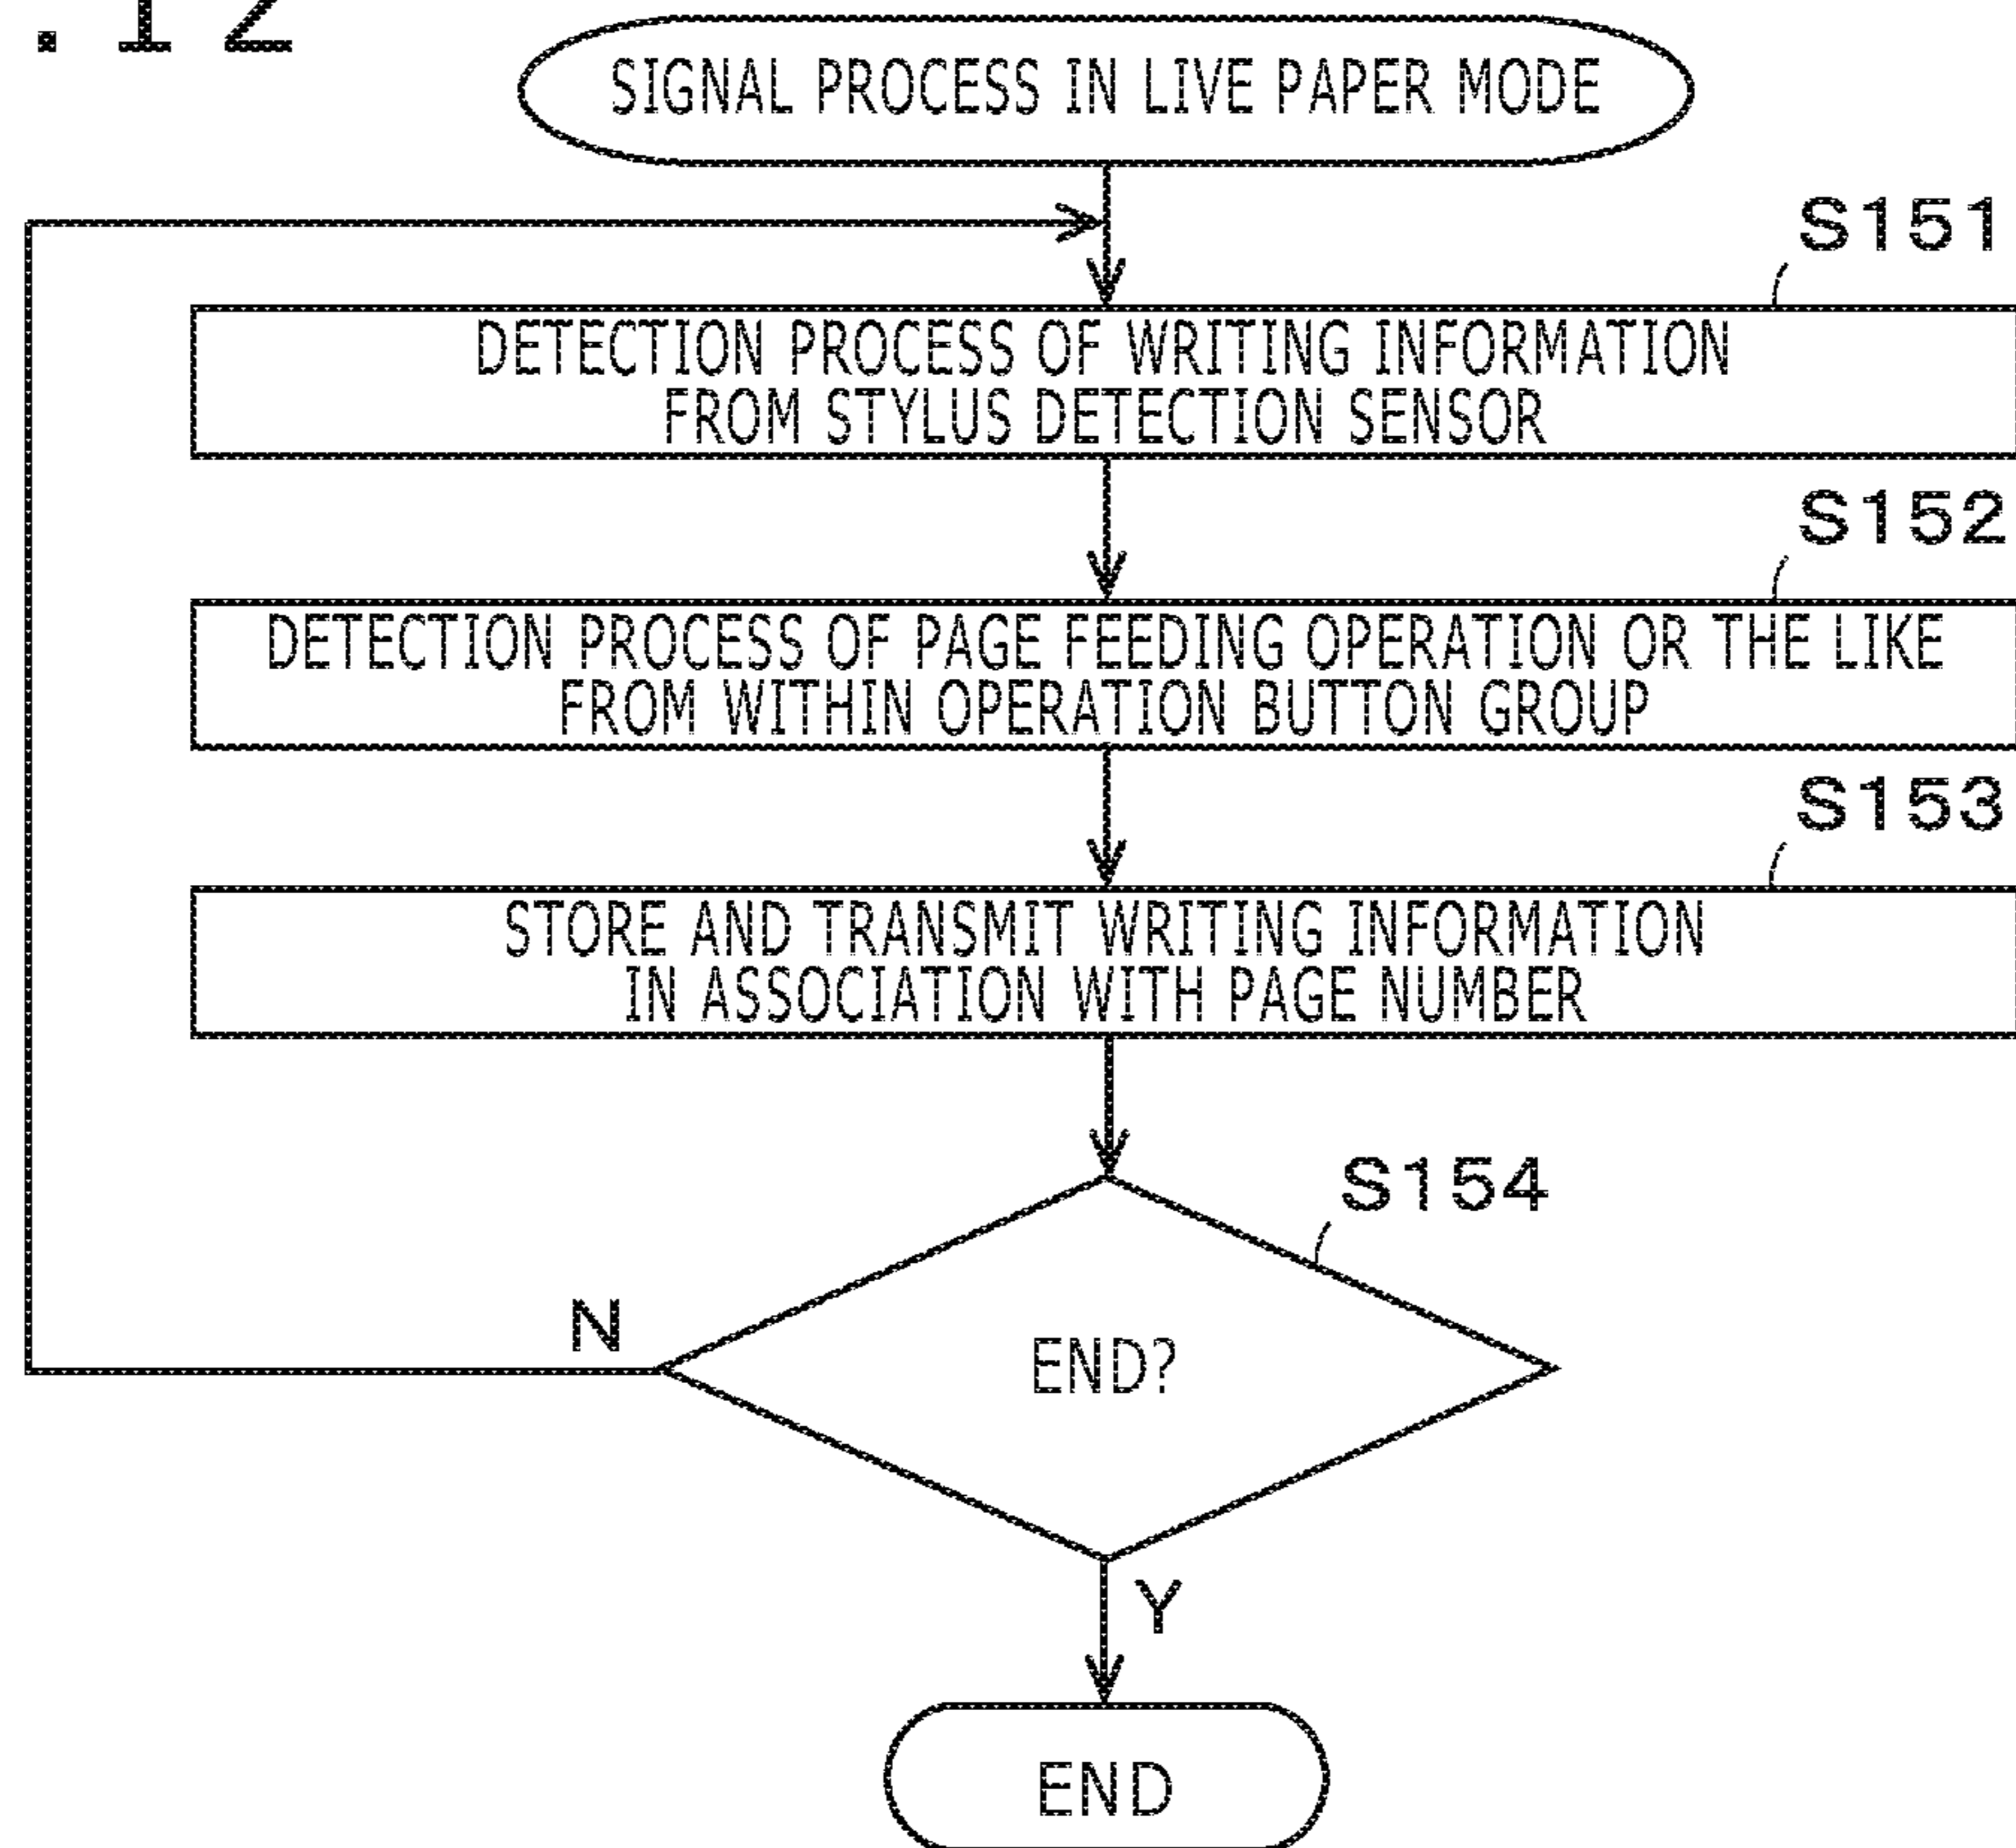 .12
SIGNAL PROCESS IN LIVE PAPER MODE
S151
DETECTION PROCESS OF WRITING INFORMATION
FROM STYLUS DETECTION SENSOR
S152
DETECTION PROCESS OF PAGE FEEDING OPERATION OR THE LIKE
FROM WITHIN OPERATION BUTTON GROUP
S153
STORE AND TRANSMIT WRITING INFORMATION
IN ASSOCIATION WITH PAGE NUMBER
S154
N
END?
Y
END